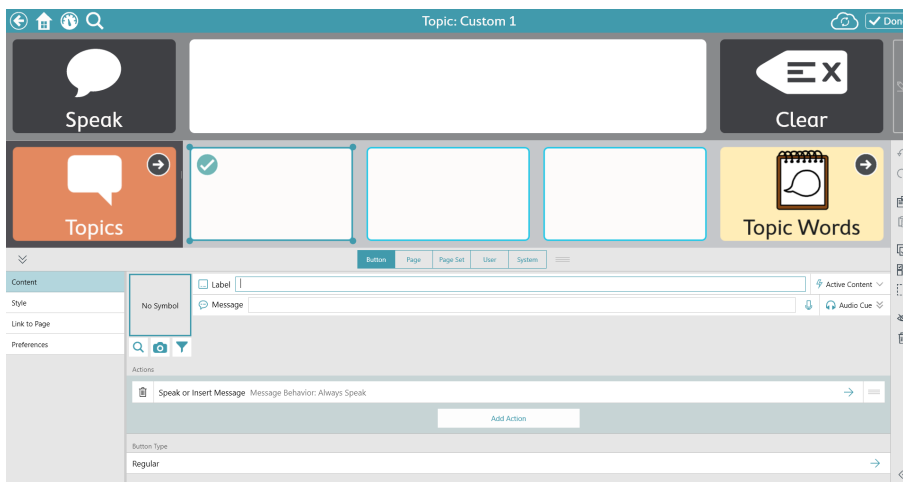 Topic: Custom 1
Speak
Clear
Topics
Topic Words
Button
Page
Page Set
User
System
Content
Style
Link to Page
Preferences
No Symbol
Label
Active Content
Message
Audio Cue
Actions
Speak or Insert Message Message Behavior: Always Speak
Add Action
Button Type
Regular